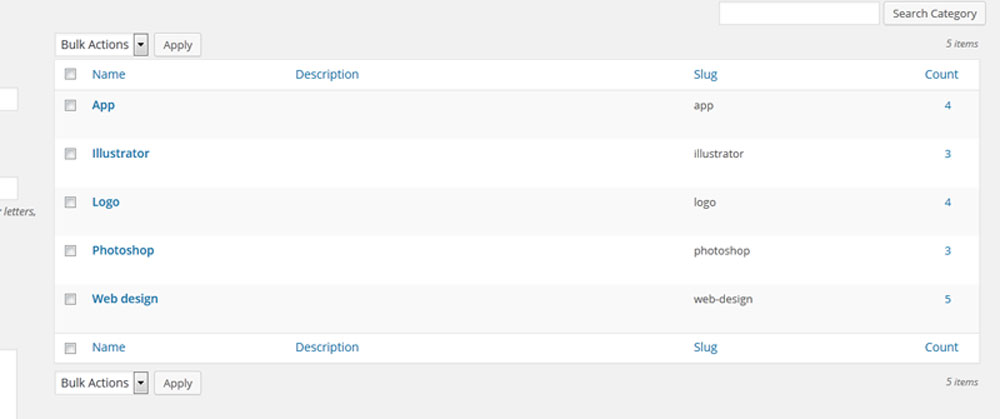 Search Category
Bulk Actions Apply 5 items
Name Description Slug Count
App app 4
Illustrator illustrator 3
Logo logo 4
letters,
Photoshop photoshop 3
Web design web-design 5
Name Description Slug Count
Bulk Actions Apply 5 items